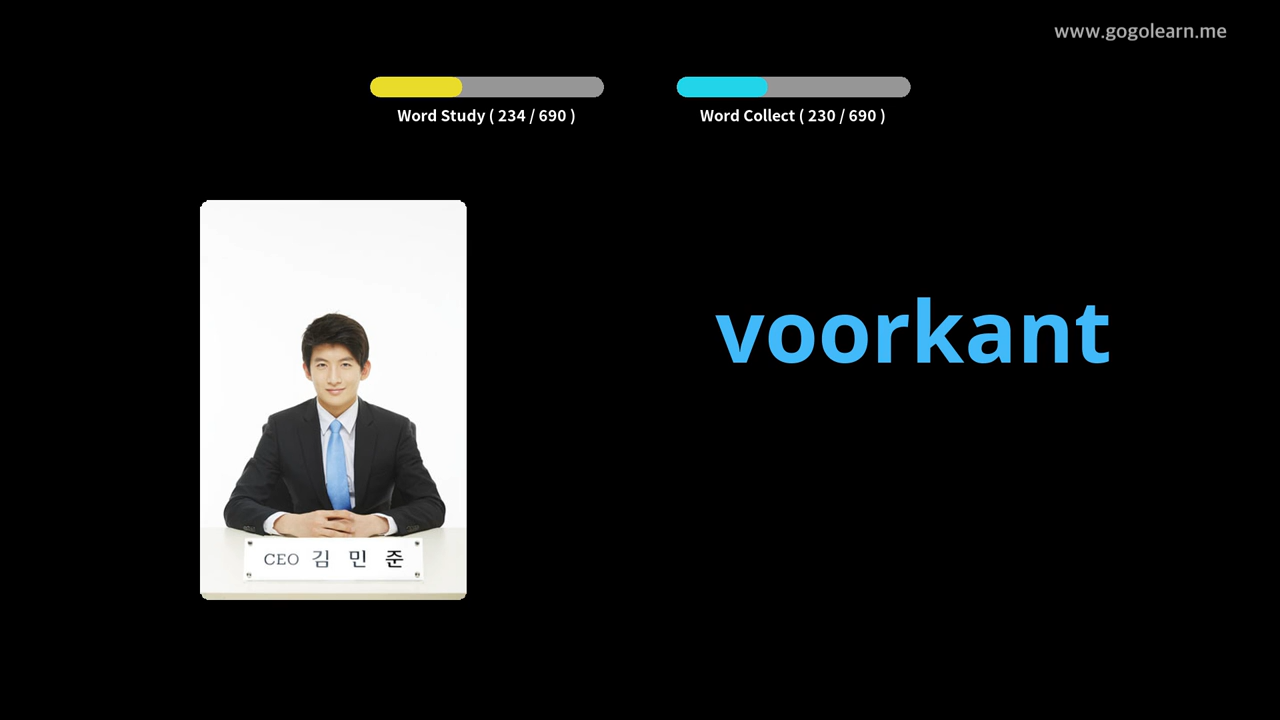 www.gogolearn.me
Word Study ( 234 / 690 )
Word Collect ( 230 / 690 )
voorkant
CEO 김 민 준